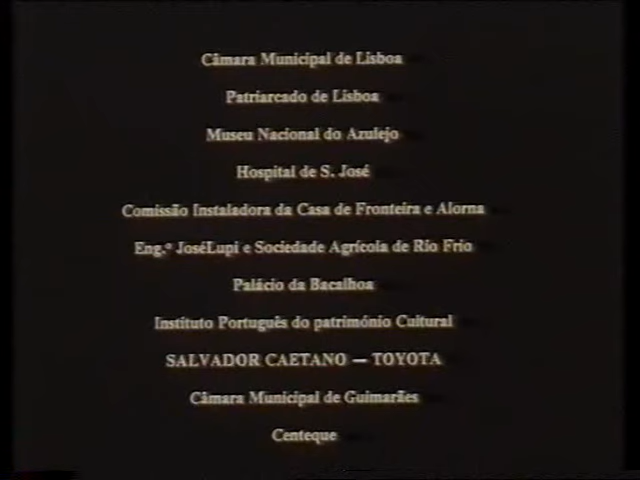 Câmara Municipal de Lisboa
Patriarcado de Lisboa
Museu Nacional do Azulejo
Hospital de S. José
Comissão Instaladora da Casa de Fronteira e Alorna
Eng.º JoséLupi e Sociedade Agrícola de Rio Frio
Palácio da Bacalhoa
Instituto Português do património Cultural
SALVADOR CAETANO — TOYOTA
Câmara Municipal de Guimarães
Centeque